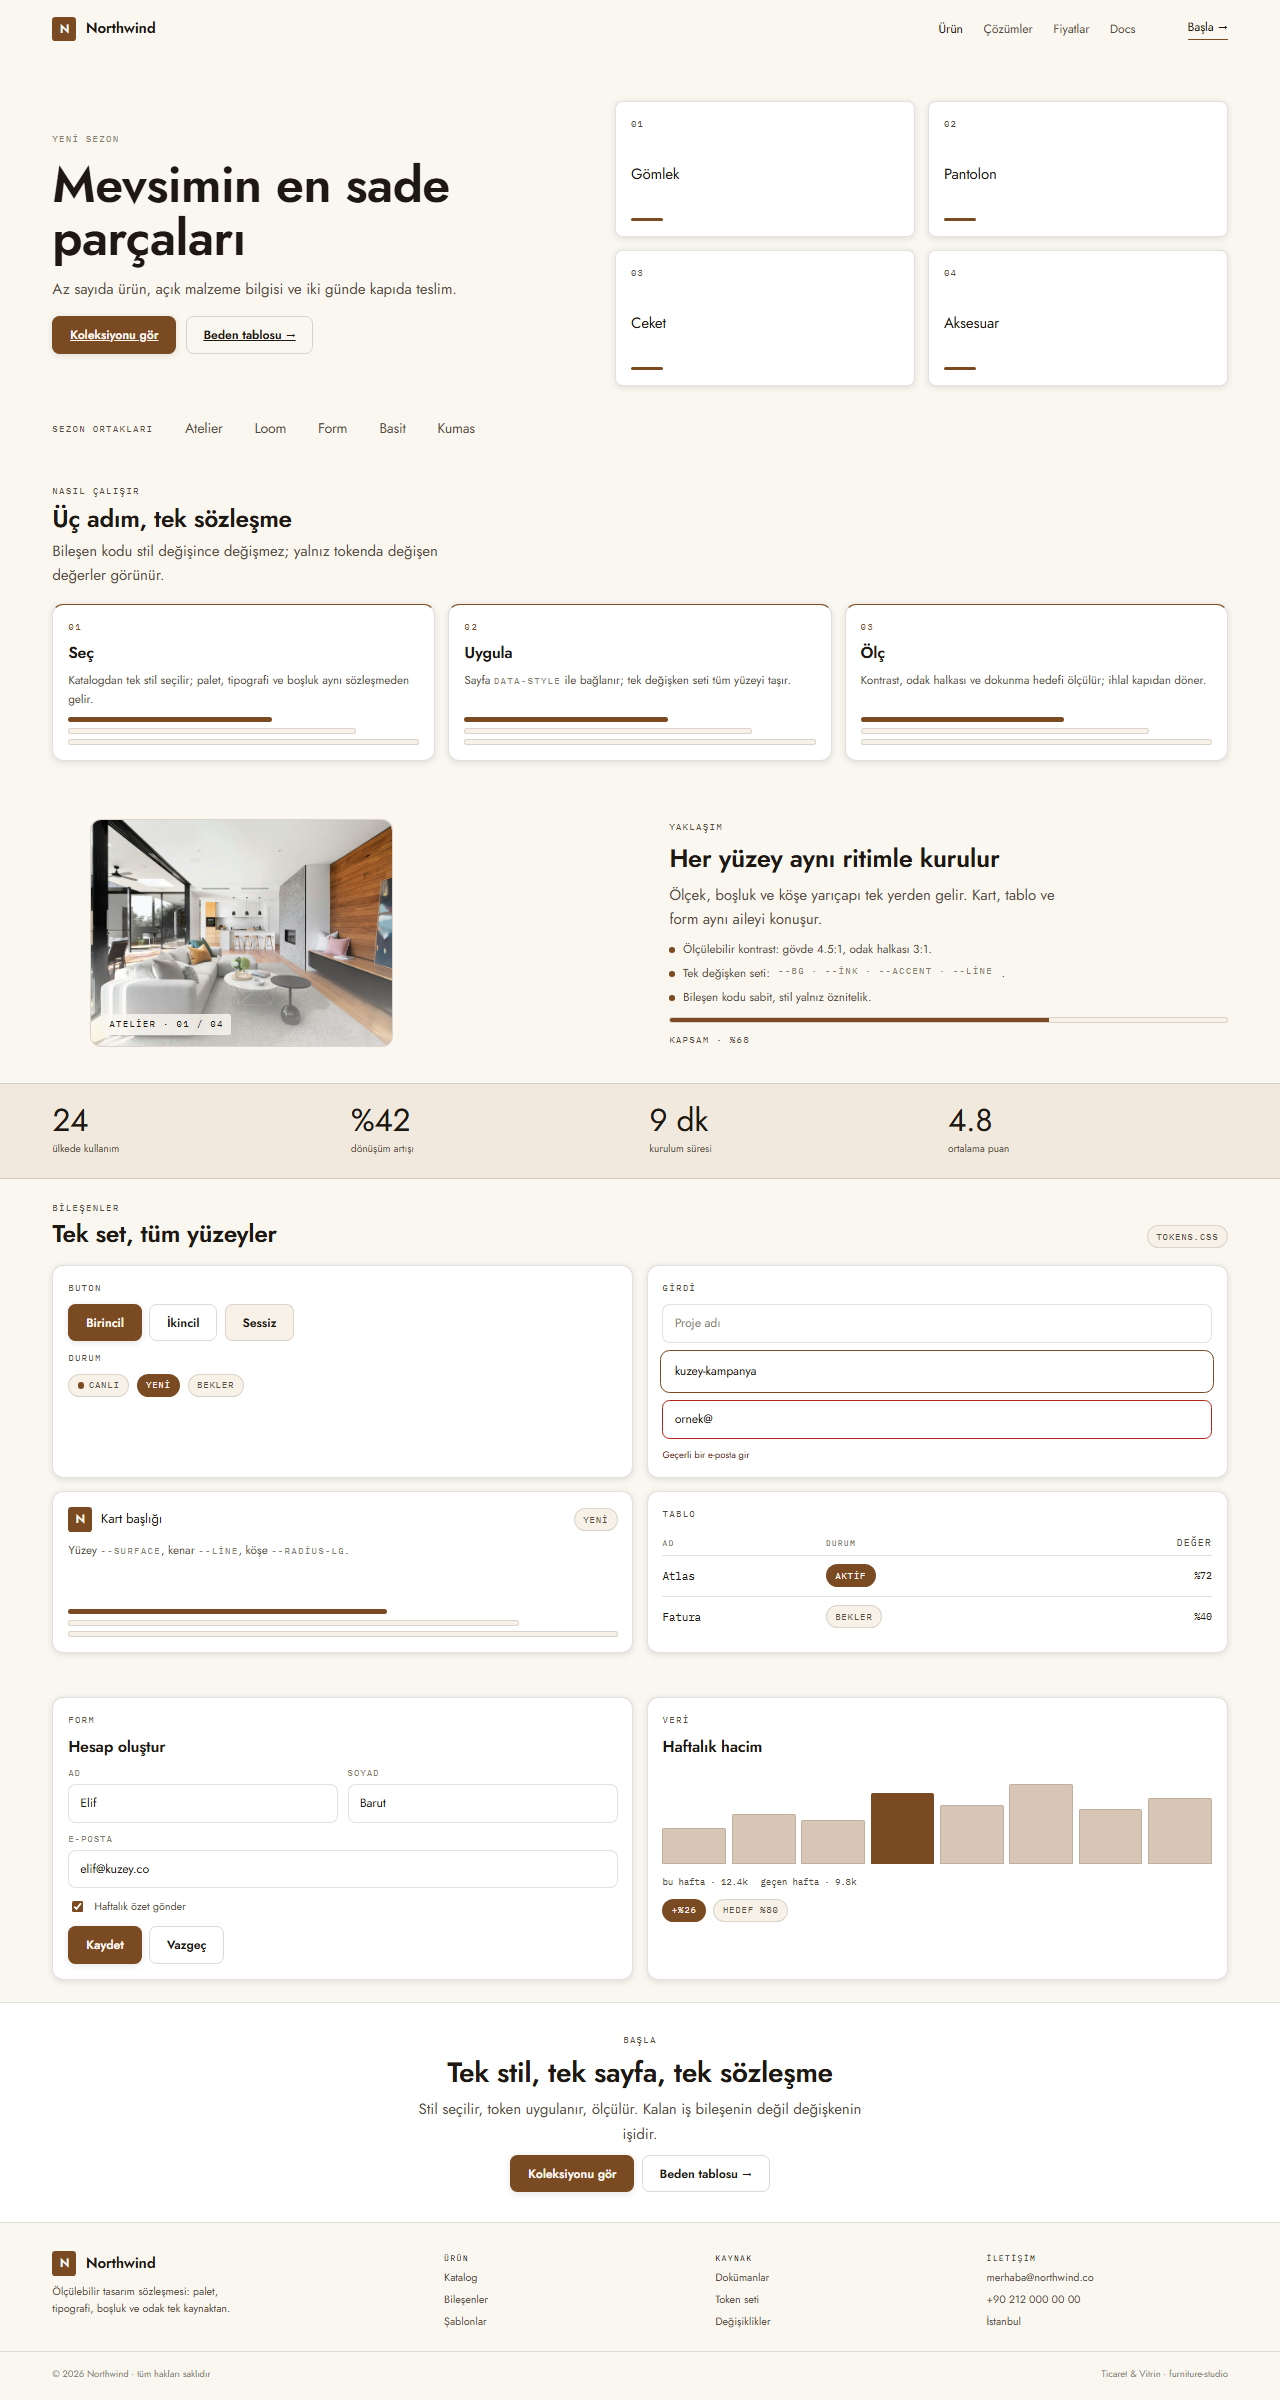 N Northwind
Ürün Çözümler Fiyatlar Docs Başla →
YENİ SEZON
Mevsimin en sade
parçaları
Az sayıda ürün, açık malzeme bilgisi ve iki günde kapıda teslim.
Koleksiyonu gör Beden tablosu →
01
Gömlek
02
Pantolon
03
Ceket
04
Aksesuar
SEZON ORTAKLARI Atelier Loom Form Basit Kumas
NASIL ÇALIŞIR
Üç adım, tek sözleşme
Bileşen kodu stil değişince değişmez; yalnız tokenda değişen
değerler görünür.
01
Seç
Katalogdan tek stil seçilir; palet, tipografi ve boşluk aynı sözleşmeden
gelir.
02
Uygula
Sayfa DATA-STYLE ile bağlanır; tek değişken seti tüm yüzeyi taşır.
03
Ölç
Kontrast, odak halkası ve dokunma hedefi ölçülür; ihlal kapıdan döner.
ATELİER · 01 / 04
YAKLAŞIM
Her yüzey aynı ritimle kurulur
Ölçek, boşluk ve köşe yarıçapı tek yerden gelir. Kart, tablo ve
form aynı aileyi konuşur.
Ölçülebilir kontrast: gövde 4.5:1, odak halkası 3:1.
Tek değişken seti: --BG · --İNK · --ACCENT · --LİNE .
Bileşen kodu sabit, stil yalnız öznitelik.
KAPSAM · %68
24
ülkede kullanım
%42
dönüşüm artışı
9 dk
kurulum süresi
4.8
ortalama puan
BİLEŞENLER
Tek set, tüm yüzeyler
TOKENS.CSS
BUTON
Birincil İkincil Sessiz
DURUM
CANLI YENİ BEKLER
GİRDİ
Proje adı
kuzey-kampanya
ornek@
Geçerli bir e-posta gir
N Kart başlığı YENİ
Yüzey --SURFACE, kenar --LİNE, köşe --RADİUS-LG.
TABLO
AD DURUM DEĞER
Atlas AKTİF %72
Fatura BEKLER %40
FORM
Hesap oluştur
AD SOYAD
Elif Barut
E-POSTA
elif@kuzey.co
Haftalık özet gönder
Kaydet Vazgeç
VERİ
Haftalık hacim
bu hafta · 12.4k geçen hafta · 9.8k
+%26 HEDEF %80
BAŞLA
Tek stil, tek sayfa, tek sözleşme
Stil seçilir, token uygulanır, ölçülür. Kalan iş bileşenin değil değişkenin
işidir.
Koleksiyonu gör Beden tablosu →
N Northwind
Ölçülebilir tasarım sözleşmesi: palet,
tipografi, boşluk ve odak tek kaynaktan.
ÜRÜN
Katalog
Bileşenler
Şablonlar
KAYNAK
Dokümanlar
Token seti
Değişiklikler
İLETİŞİM
merhaba@northwind.co
+90 212 000 00 00
İstanbul
© 2026 Northwind · tüm hakları saklıdır
Ticaret & Vitrin · furniture-studio